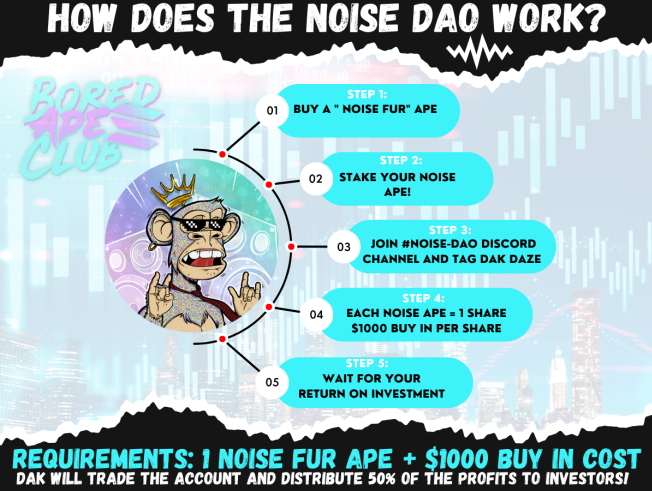 HOW DOES THE NOISE DAO WORK?
BORED
APE
CLUB
01
STEP 1:
BUY A " NOISE FUR" APE
02
STEP 2:
STAKE YOUR NOISE
APE!
03
STEP 3:
JOIN #NOISE-DAO DISCORD
CHANNEL AND TAG DAK DAZE
04
STEP 4:
EACH NOISE APE = 1 SHARE
$1000 BUY IN PER SHARE
05
STEP 5:
WAIT FOR YOUR
RETURN ON INVESTMENT
REQUIREMENTS: 1 NOISE FUR APE + $1000 BUY IN COST
DAK WILL TRADE THE ACCOUNT AND DISTRIBUTE 50% OF THE PROFITS TO INVESTORS!